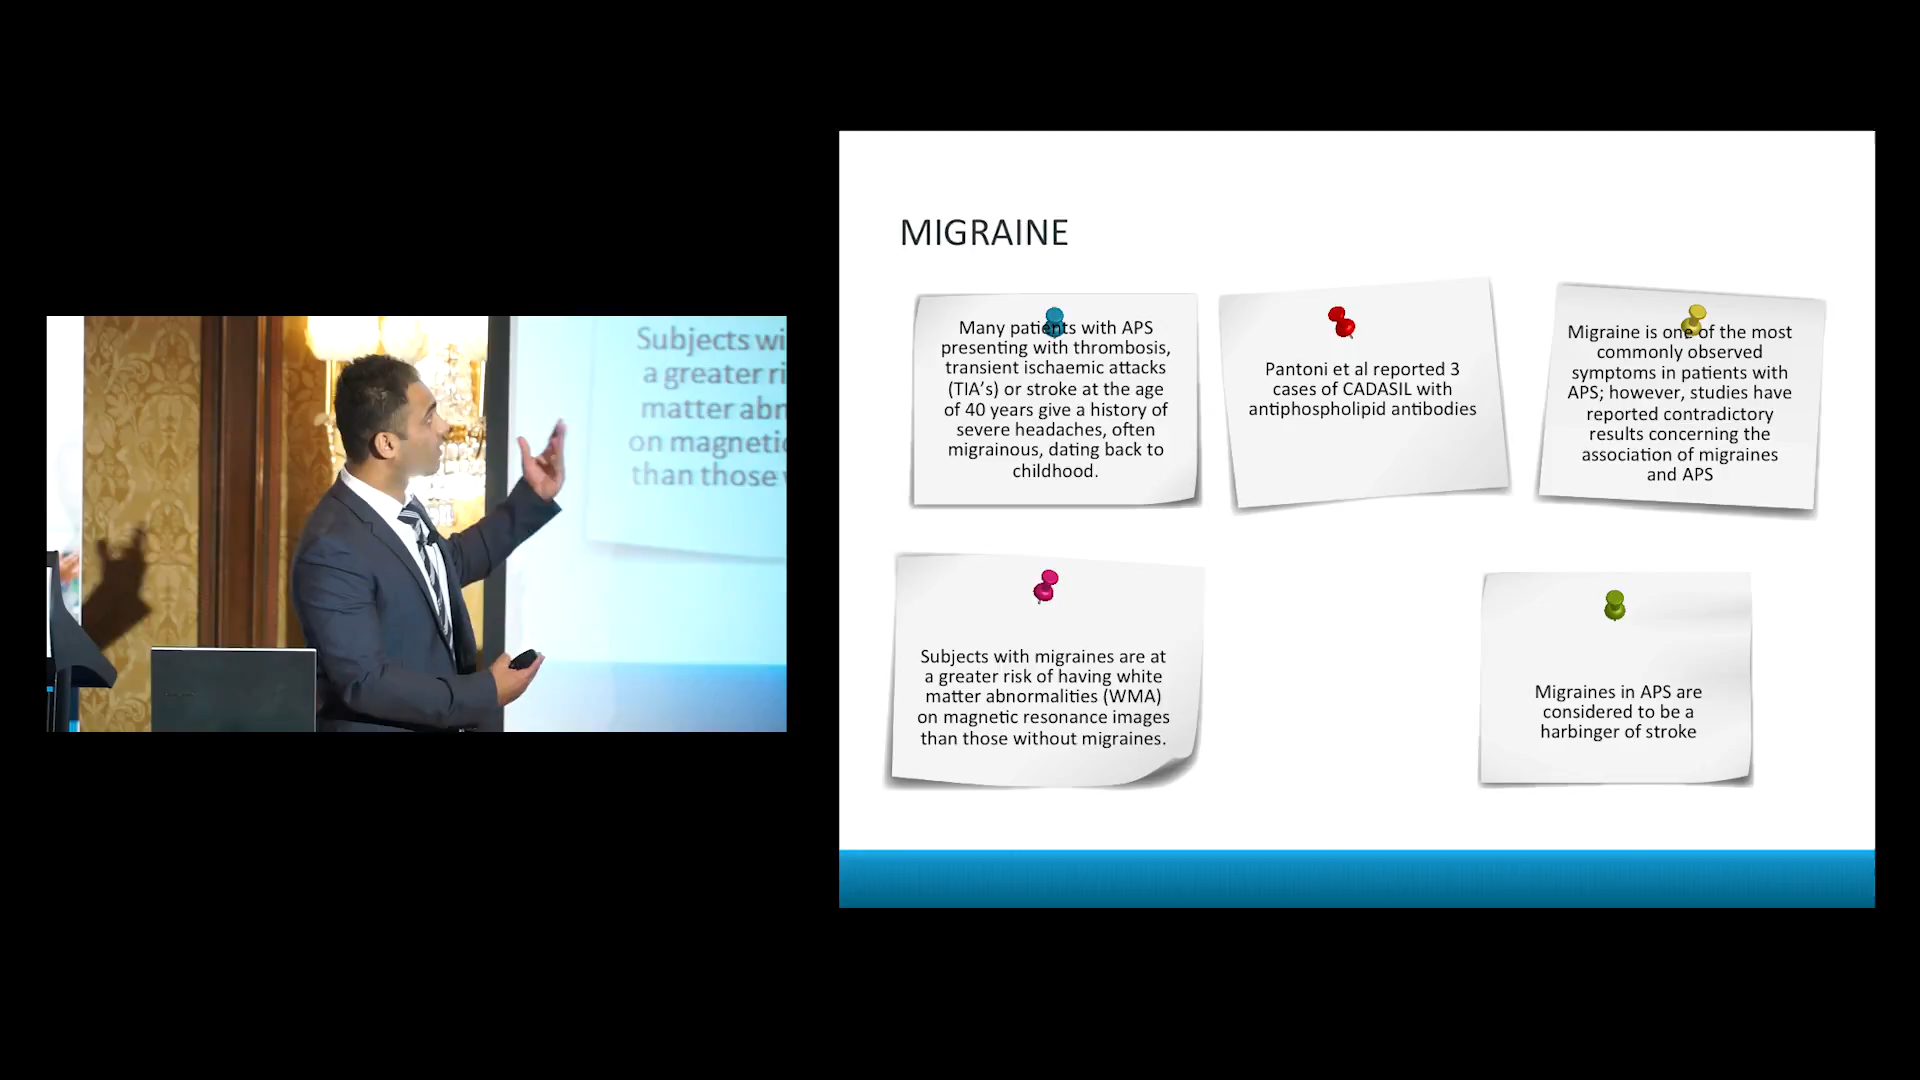 Subjects wi
a greater ri
matter abn
on magnetic
than those
MIGRAINE
Many patients with APS
presenting with thrombosis,
transient ischaemic attacks
(TIA’s) or stroke at the age
of 40 years give a history of
severe headaches, often
migrainous, dating back to
childhood.
Pantoni et al reported 3
cases of CADASIL with
antiphospholipid antibodies
Migraine is one of the most
commonly observed
symptoms in patients with
APS; however, studies have
reported contradictory
results concerning the
association of migraines
and APS
Subjects with migraines are at
a greater risk of having white
matter abnormalities (WMA)
on magnetic resonance images
than those without migraines.
Migraines in APS are
considered to be a
harbinger of stroke